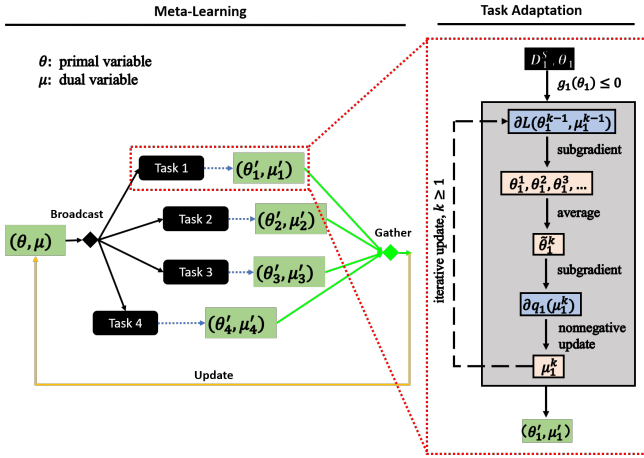 Meta-Learning
θ: primal variable
μ: dual variable
Task 1
(θ′₁, μ′₁)
Broadcast
Task 2
(θ′₂, μ′₂)
Gather
(θ, μ)
Task 3
(θ′₃, μ′₃)
Task 4
(θ′₄, μ′₄)
Update
Task Adaptation
D₁ˢ, θ₁
g₁(θ₁) ≤ 0
∂L(θ₁ᵏ⁻¹, μ₁ᵏ⁻¹)
subgradient
θ₁¹, θ₁², θ₁³, ...
average
θ̃₁ᵏ
subgradient
∂q₁(μ₁ᵏ)
nonnegative
update
μ₁ᵏ
iterative update, k ≥ 1
(θ′₁, μ′₁)